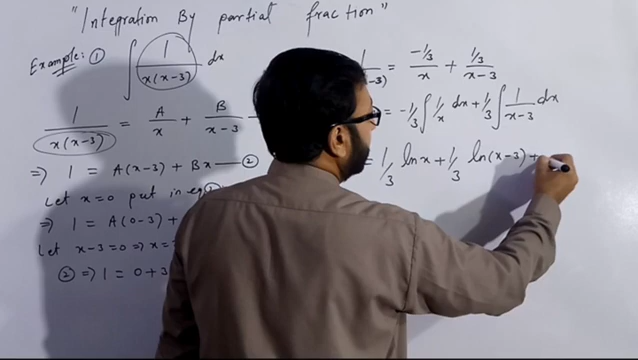 "Integration By partial fraction"
Example: ① ∫ 1/x(x-3) dx
1/x(x-3) = A/x + B/x-3
⇒ 1 = A(x-3) + Bx — ②
Let x=0 put in eq
⇒ 1 = A(0-3) +
Let x-3=0 ⇒ x =
② ⇒ 1 = 0+3
= -1/3/x + 1/3/x-3
= -1/3 ∫ 1/x dx + 1/3 ∫ 1/x-3 dx
= 1/3 ln x + 1/3 ln(x-3) +